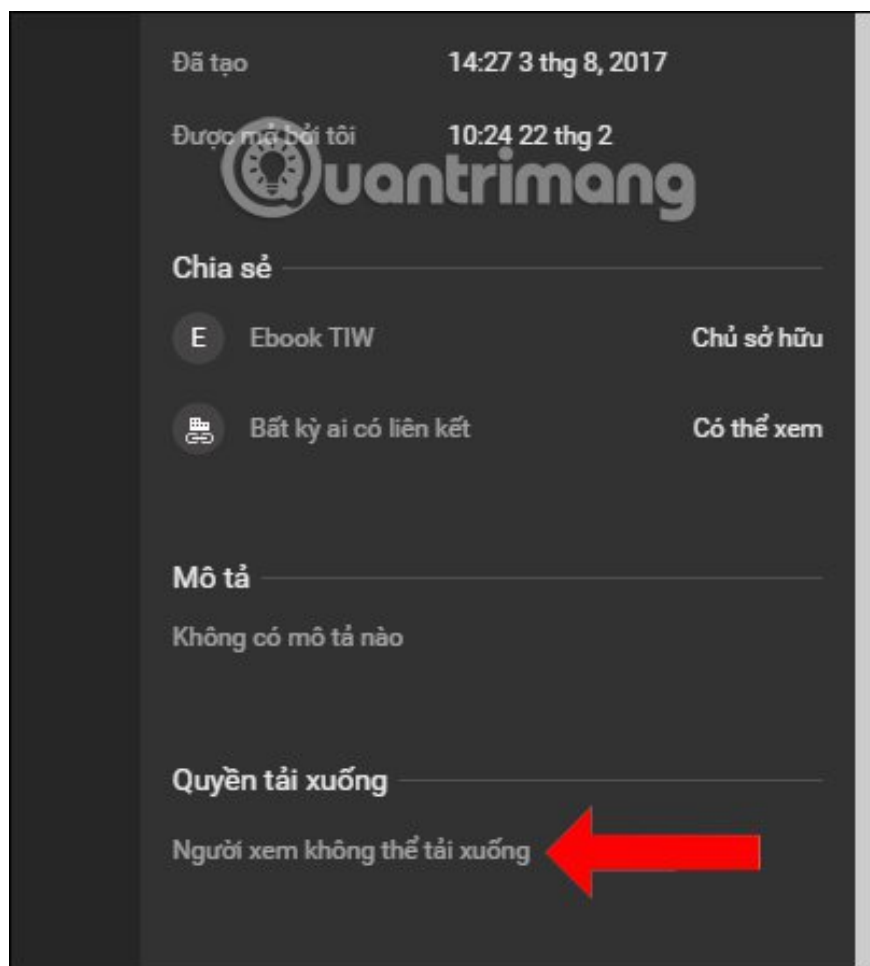 Đã tạo 14:27 3 thg 8, 2017
Được mở bởi tôi 10:24 22 thg 2
Quantrimang
Chia sẻ
E Ebook TIW Chủ sở hữu
Bất kỳ ai có liên kết Có thể xem
Mô tả
Không có mô tả nào
Quyền tải xuống
Người xem không thể tải xuống